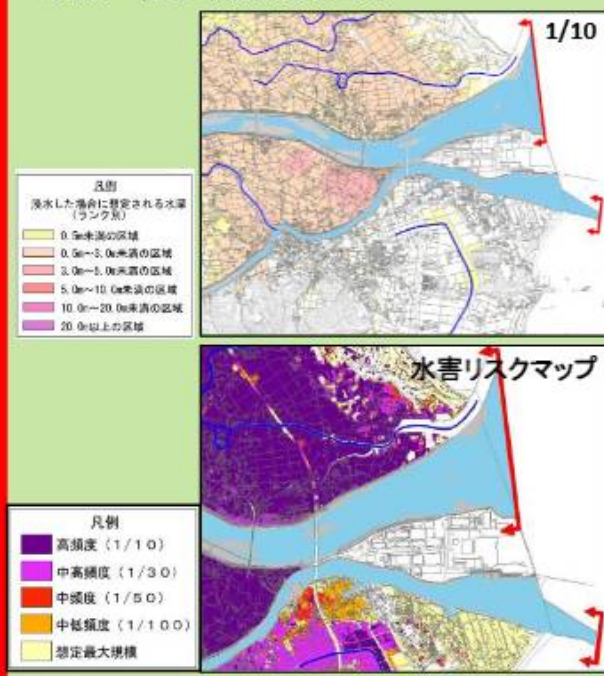 1/10
凡例
浸水した場合に想定される水深
(ランク別)
0.5m未満の区域
0.5m～3.0m未満の区域
3.0m～5.0m未満の区域
5.0m～10.0m未満の区域
10.0m～20.0m未満の区域
20.0m以上の区域
水害リスクマップ
凡例
高頻度（1/10）
中高頻度（1/30）
中頻度（1/50）
中低頻度（1/100）
想定最大規模